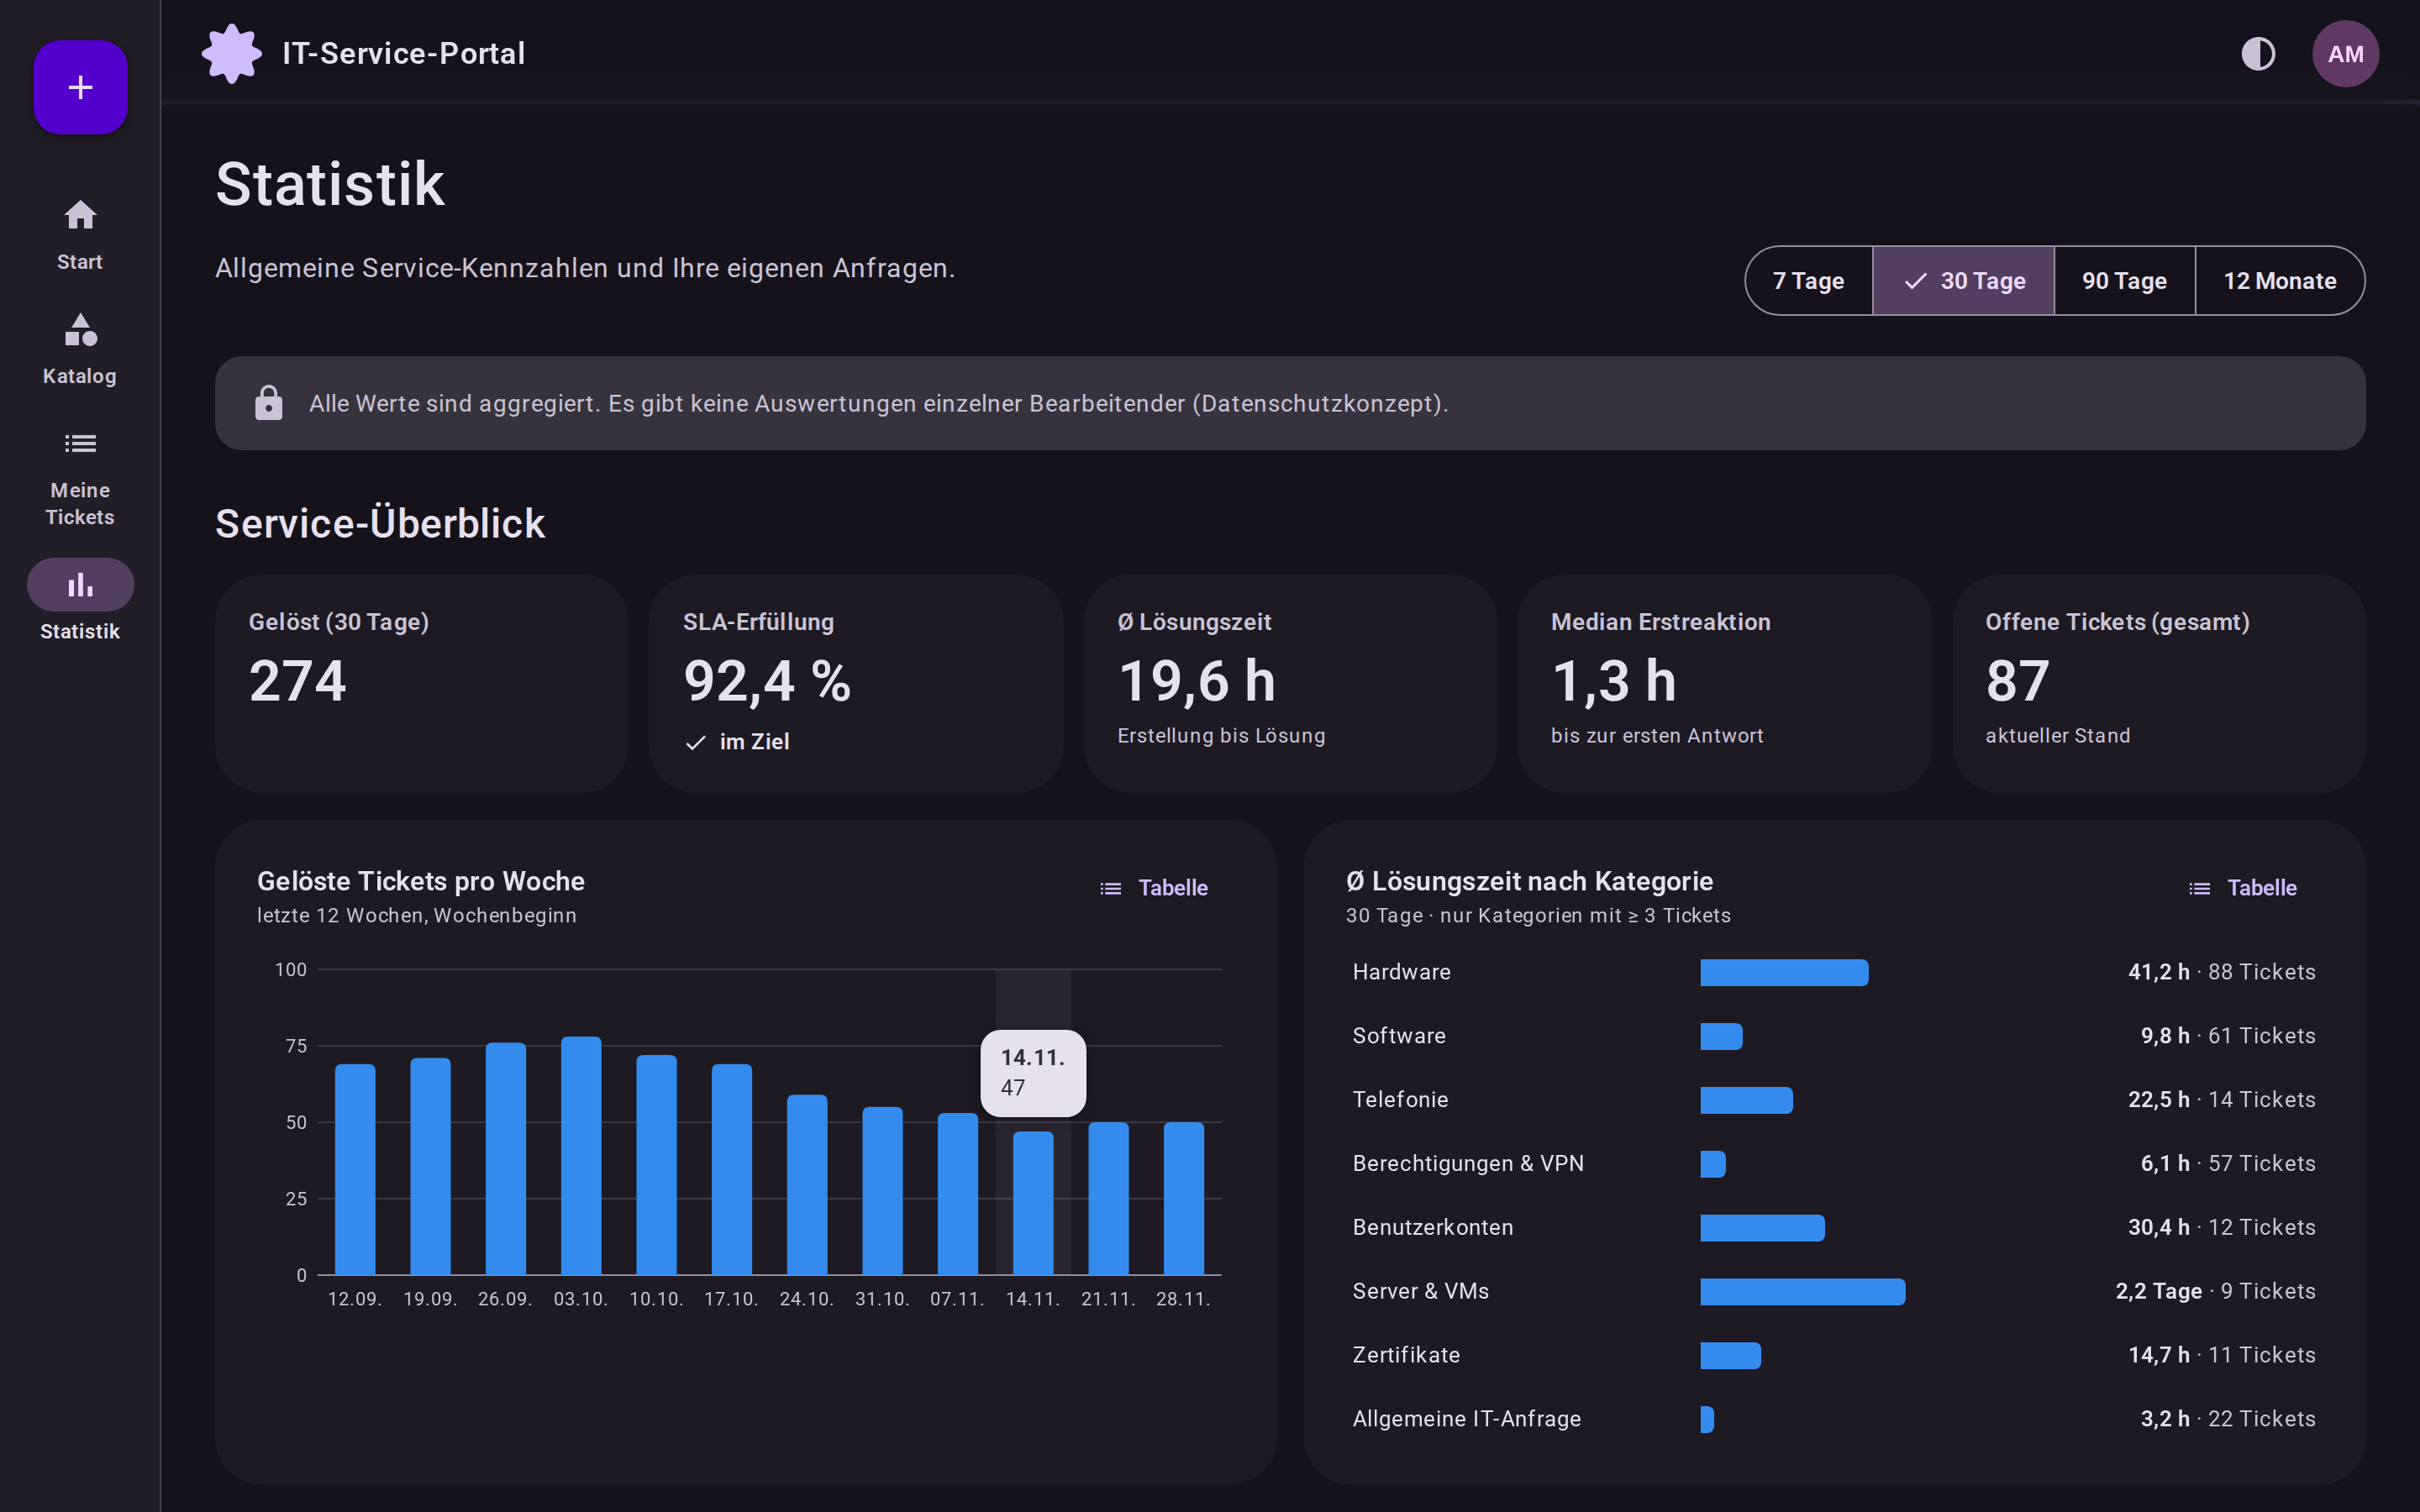 IT-Service-Portal
AM
Start
Katalog
Meine
Tickets
Statistik
Statistik
Allgemeine Service-Kennzahlen und Ihre eigenen Anfragen.
7 Tage
30 Tage
90 Tage
12 Monate
Alle Werte sind aggregiert. Es gibt keine Auswertungen einzelner Bearbeitender (Datenschutzkonzept).
Service-Überblick
Gelöst (30 Tage)
274
SLA-Erfüllung
92,4 %
im Ziel
Ø Lösungszeit
19,6 h
Erstellung bis Lösung
Median Erstreaktion
1,3 h
bis zur ersten Antwort
Offene Tickets (gesamt)
87
aktueller Stand
Gelöste Tickets pro Woche
letzte 12 Wochen, Wochenbeginn
Tabelle
100
75
50
25
0
14.11.
47
12.09. 19.09. 26.09. 03.10. 10.10. 17.10. 24.10. 31.10. 07.11. 14.11. 21.11. 28.11.
Ø Lösungszeit nach Kategorie
30 Tage · nur Kategorien mit ≥ 3 Tickets
Tabelle
Hardware 41,2 h · 88 Tickets
Software 9,8 h · 61 Tickets
Telefonie 22,5 h · 14 Tickets
Berechtigungen & VPN 6,1 h · 57 Tickets
Benutzerkonten 30,4 h · 12 Tickets
Server & VMs 2,2 Tage · 9 Tickets
Zertifikate 14,7 h · 11 Tickets
Allgemeine IT-Anfrage 3,2 h · 22 Tickets